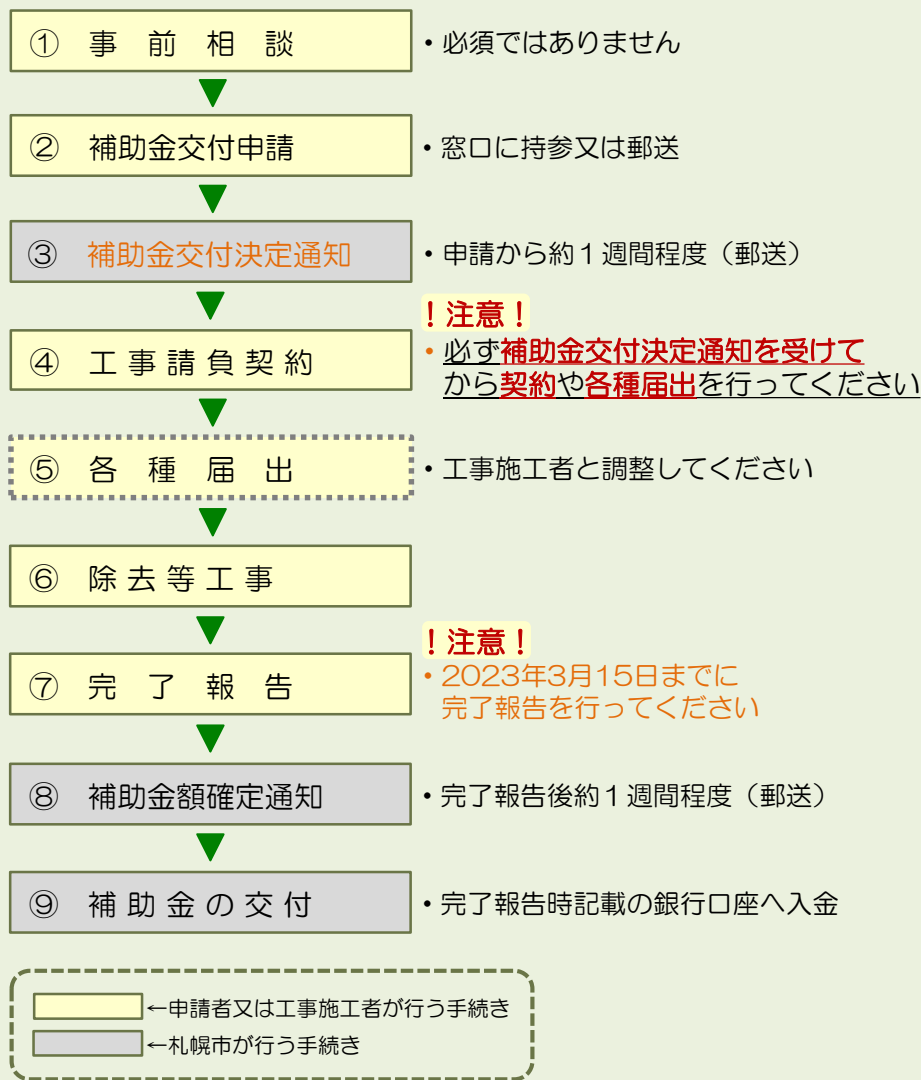 ① 事前相談 ・必須ではありません
② 補助金交付申請 ・窓口に持参又は郵送
③ 補助金交付決定通知 ・申請から約1週間程度（郵送）
！注意！
④ 工事請負契約 ・必ず補助金交付決定通知を受けて
から契約や各種届出を行ってください
⑤ 各種届出 ・工事施工者と調整してください
⑥ 除去等工事
！注意！
⑦ 完了報告 ・2023年3月15日までに
完了報告を行ってください
⑧ 補助金額確定通知 ・完了報告後約1週間程度（郵送）
⑨ 補助金の交付 ・完了報告時記載の銀行口座へ入金
←申請者又は工事施工者が行う手続き
←札幌市が行う手続き